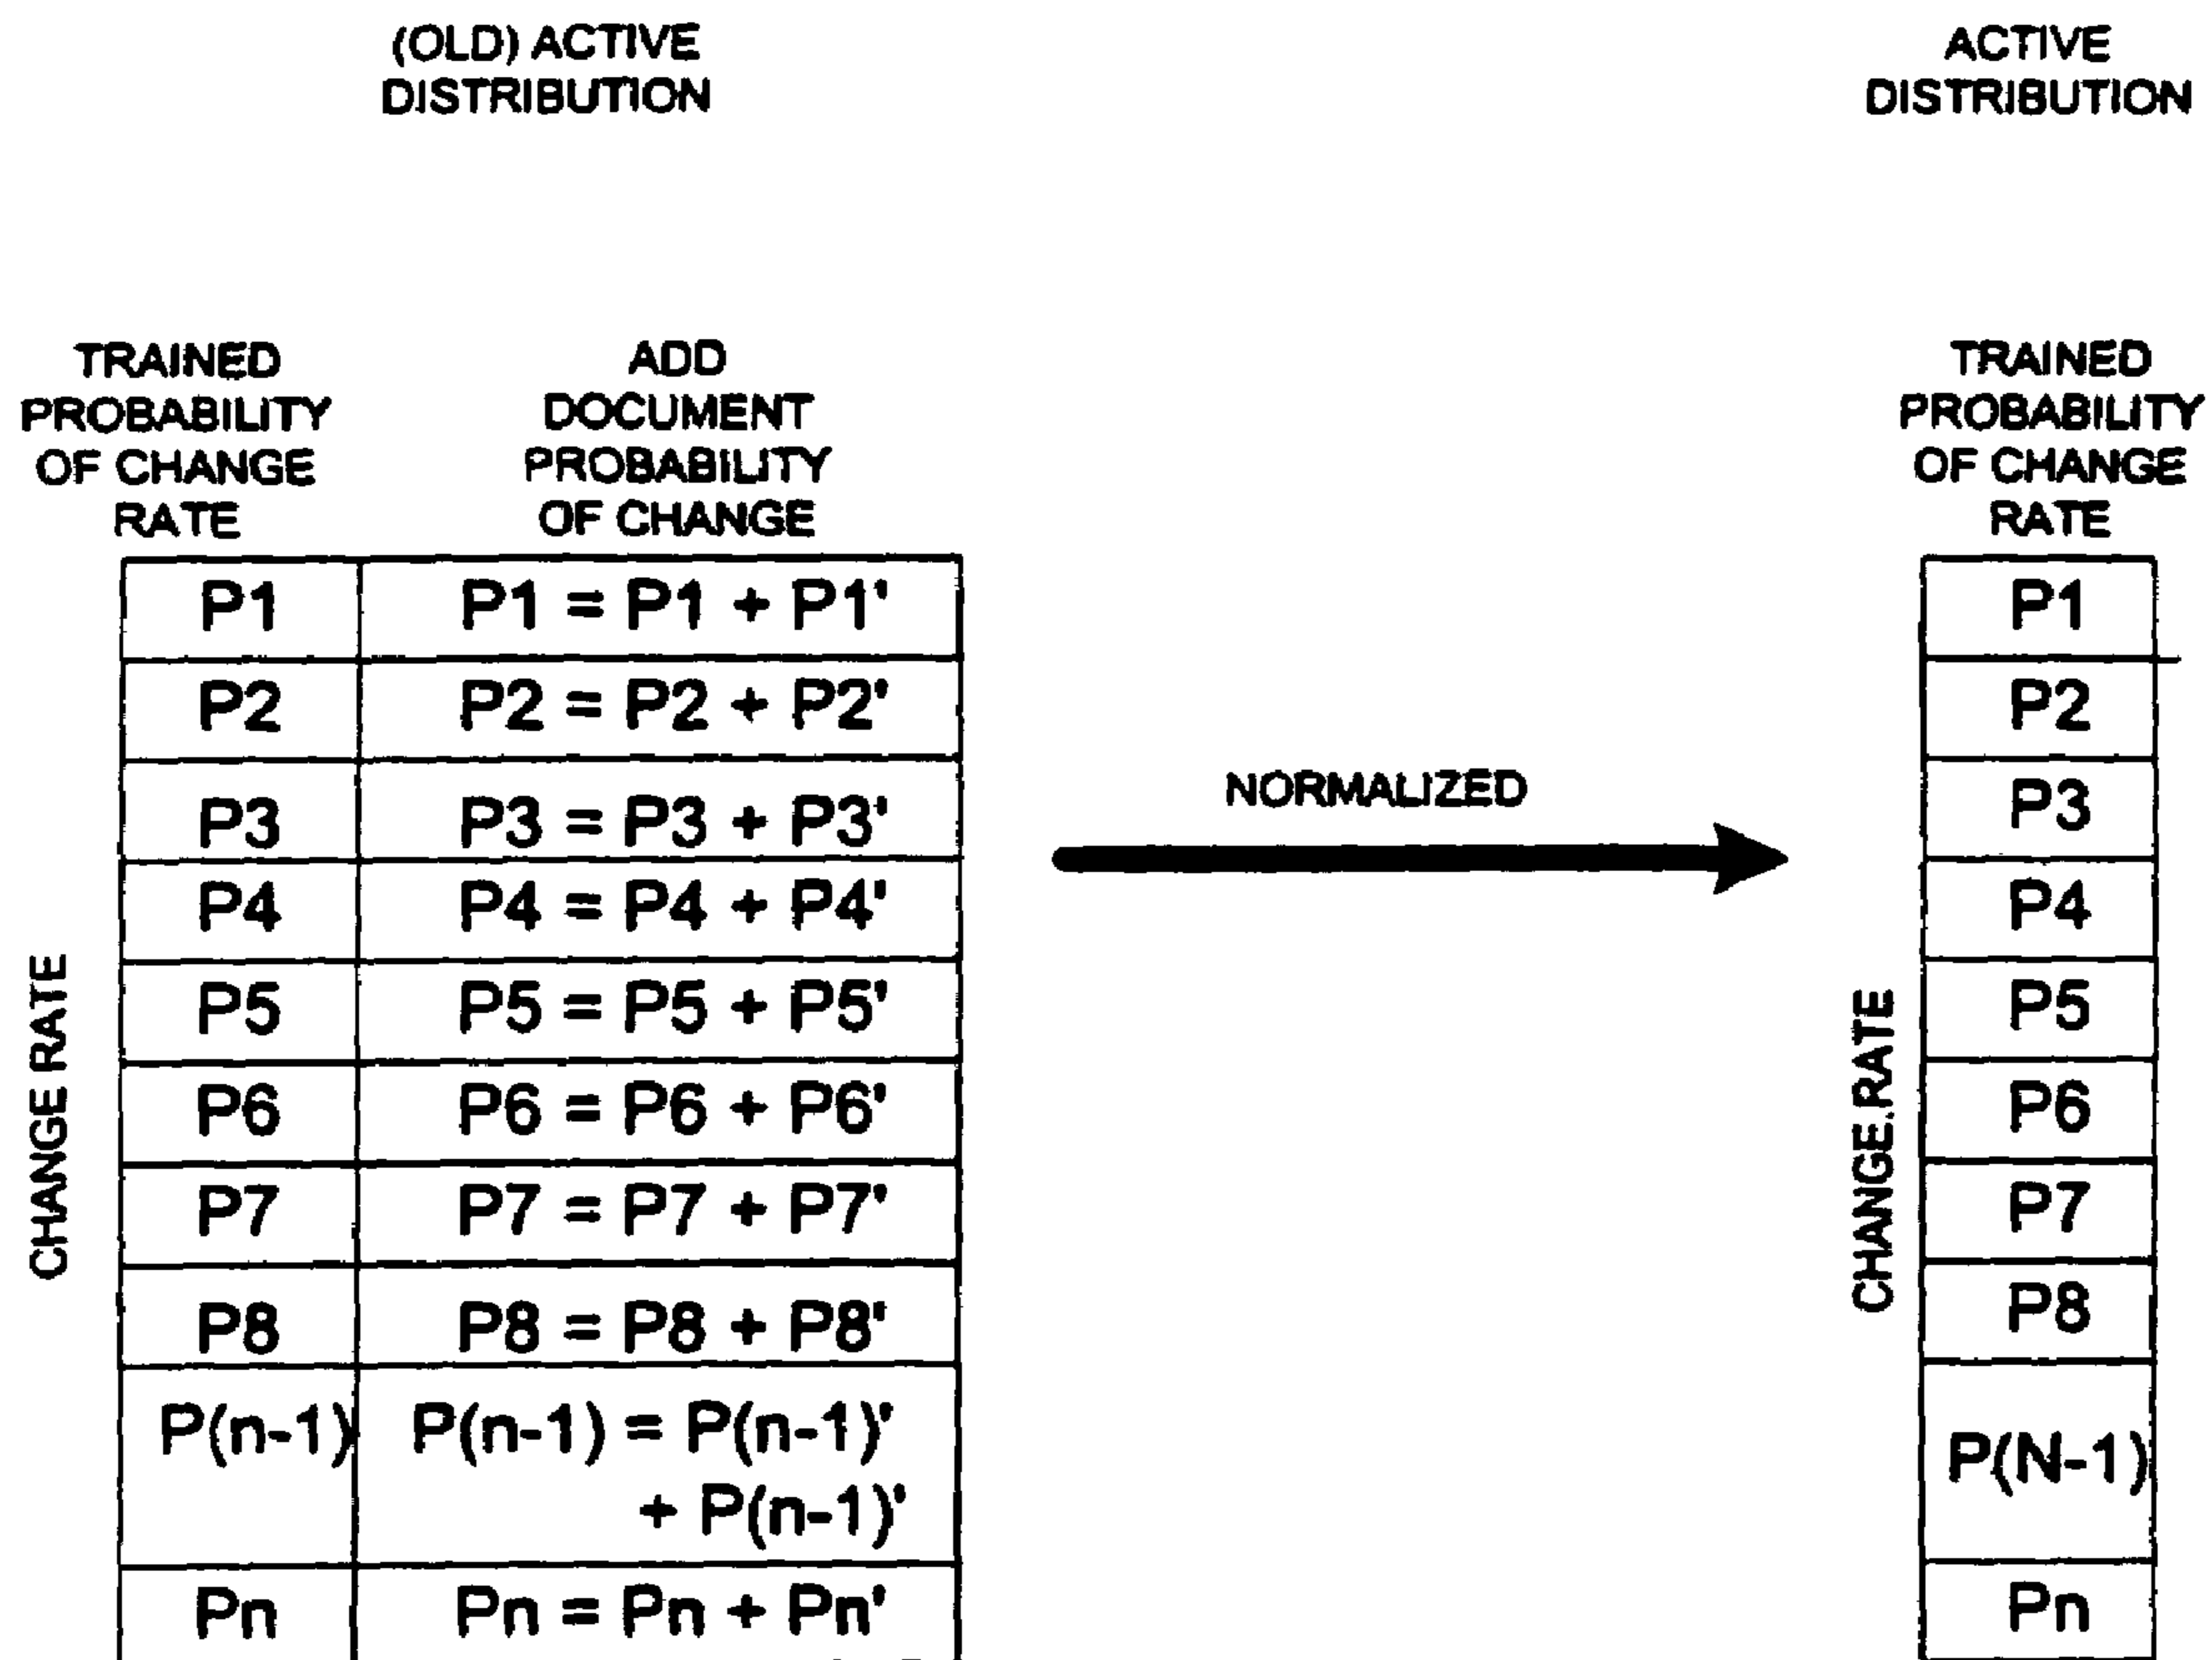 (OLD) ACTIVE
DISTRIBUTION
ACTIVE
DISTRIBUTION
TRAINED
PROBABILITY
OF CHANGE
RATE
ADD
DOCUMENT
PROBABILITY
OF CHANGE
TRAINED
PROBABILITY
OF CHANGE
RATE
CHANGE RATE
P1 P1 = P1 + P1'
P2 P2 = P2 + P2'
P3 P3 = P3 + P3'
P4 P4 = P4 + P4'
P5 P5 = P5 + P5'
P6 P6 = P6 + P6'
P7 P7 = P7 + P7'
P8 P8 = P8 + P8'
P(n-1) P(n-1) = P(n-1)'
+ P(n-1)'
Pn Pn = Pn + Pn'
NORMALIZED
CHANGE.RATE
P1
P2
P3
P4
P5
P6
P7
P8
P(N-1)
Pn